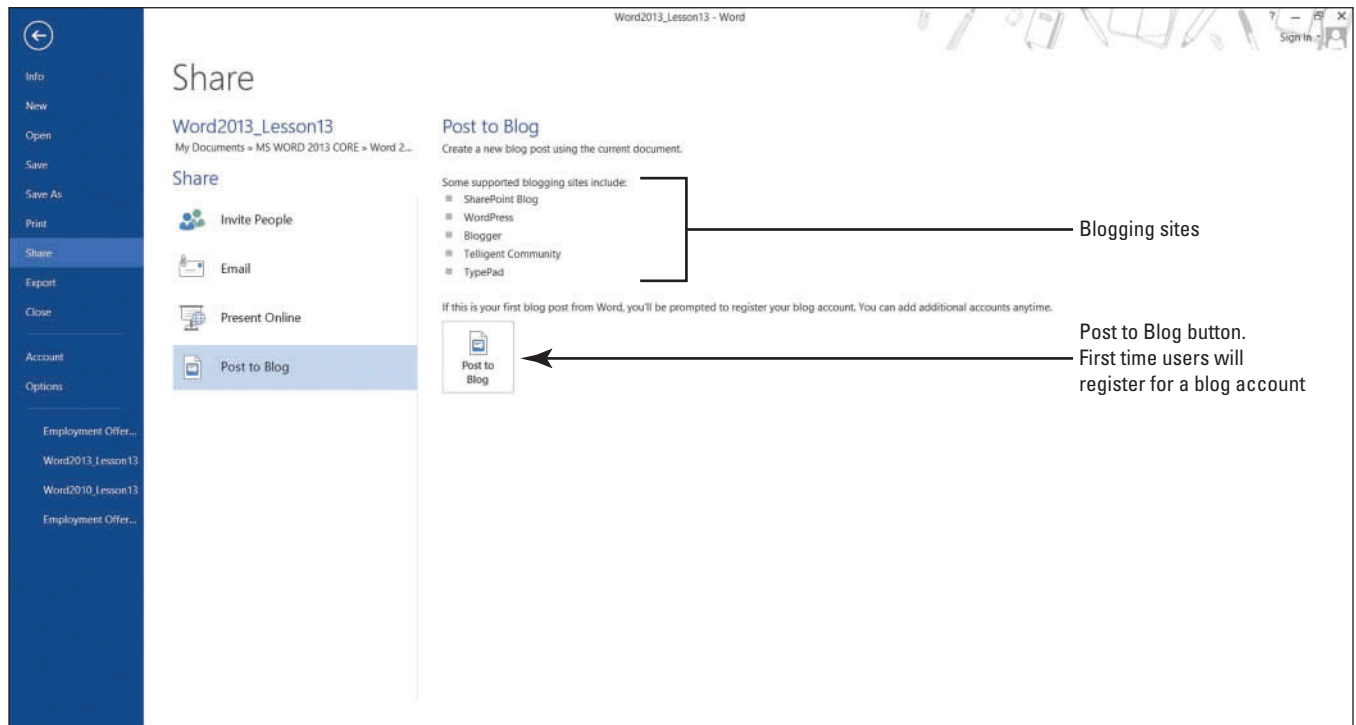 Word2013_Lesson13 - Word
?
Sign in
Info
New
Open
Save
Save As
Print
Share
Export
Close
Account
Options
Employment Offer...
Word2013_Lesson13
Word2010_Lesson13
Employment Offer...
Share
Word2013_Lesson13
My Documents » MS WORD 2013 CORE » Word 2...
Share
Invite People
Email
Present Online
Post to Blog
Post to Blog
Create a new blog post using the current document.
Some supported blogging sites include:
SharePoint Blog
WordPress
Blogger
Telligent Community
TypePad
If this is your first blog post from Word, you'll be prompted to register your blog account. You can add additional accounts anytime.
Post to
Blog
Blogging sites
Post to Blog button.
First time users will
register for a blog account